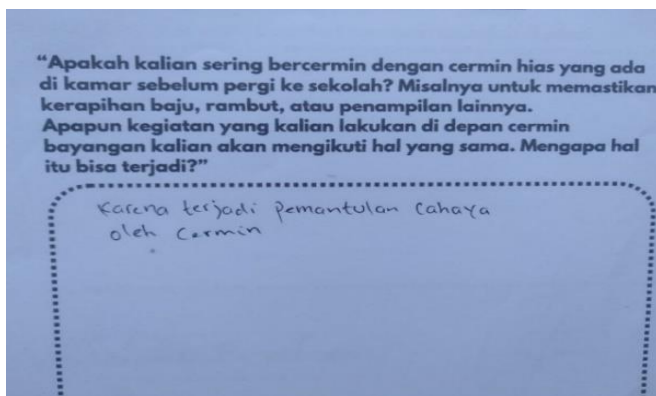 “Apakah kalian sering bercermin dengan cermin hias yang ada
di kamar sebelum pergi ke sekolah? Misalnya untuk memastikan
kerapihan baju, rambut, atau penampilan lainnya.
Apapun kegiatan yang kalian lakukan di depan cermin
bayangan kalian akan mengikuti hal yang sama. Mengapa hal
itu bisa terjadi?”
Karena terjadi pemantulan Cahaya
oleh Cermin